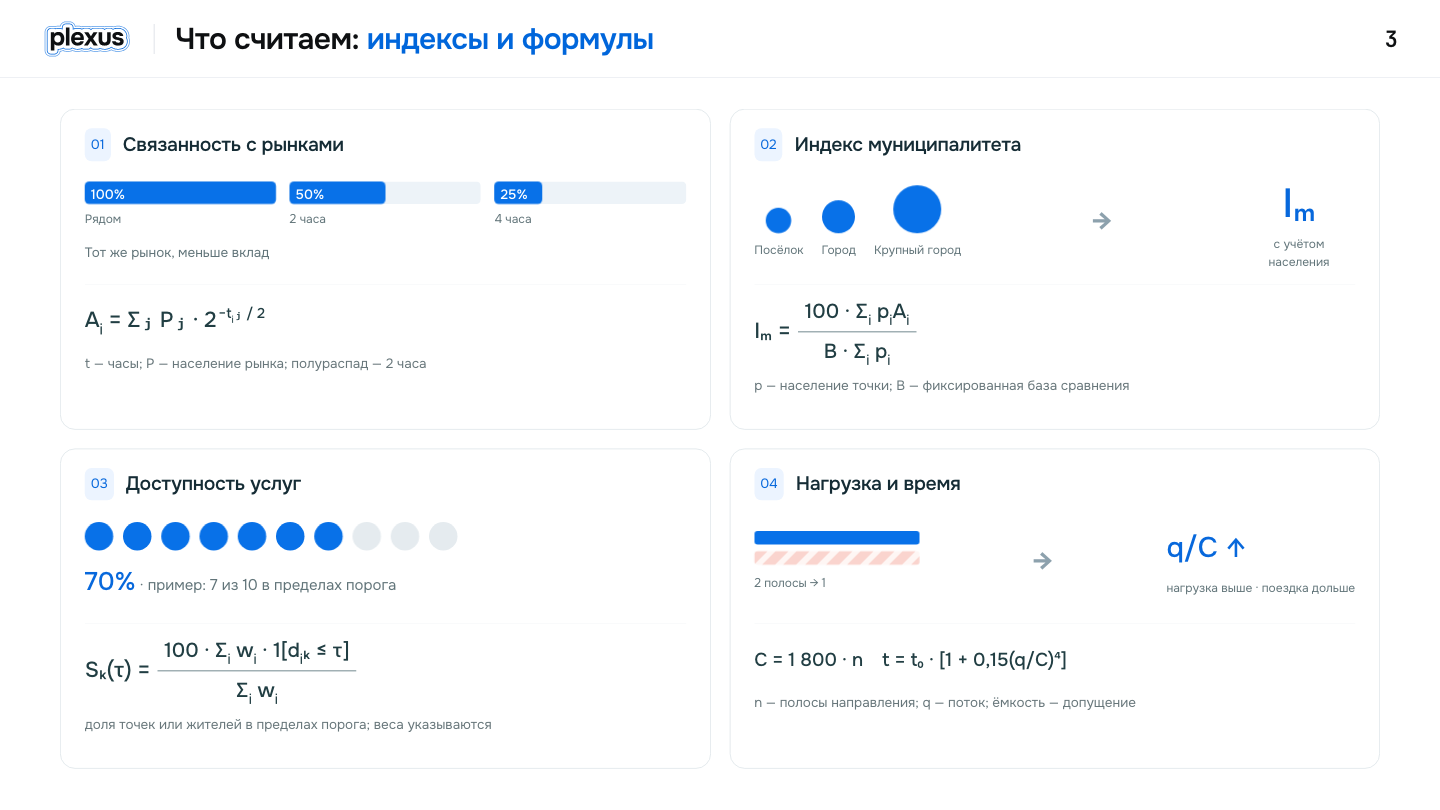 plexus
Что считаем: индексы и формулы
3
01 Связанность с рынками
100% 50% 25%
Рядом 2 часа 4 часа
Тот же рынок, меньше вклад
Aᵢ = Σⱼ Pⱼ · 2^(−tᵢⱼ / 2)
t — часы; P — население рынка; полураспад — 2 часа
02 Индекс муниципалитета
Посёлок Город Крупный город
→
Iₘ
с учётом
населения
Iₘ = 100 · Σᵢ pᵢAᵢ
B · Σᵢ pᵢ
p — население точки; B — фиксированная база сравнения
03 Доступность услуг
70% · пример: 7 из 10 в пределах порога
Sₖ(τ) = 100 · Σᵢ wᵢ · 1[dᵢₖ ≤ τ]
Σᵢ wᵢ
доля точек или жителей в пределах порога; веса указываются
04 Нагрузка и время
2 полосы → 1
→
q/C ↑
нагрузка выше · поездка дольше
C = 1 800 · n t = t₀ · [1 + 0,15(q/C)⁴]
n — полосы направления; q — поток; ёмкость — допущение